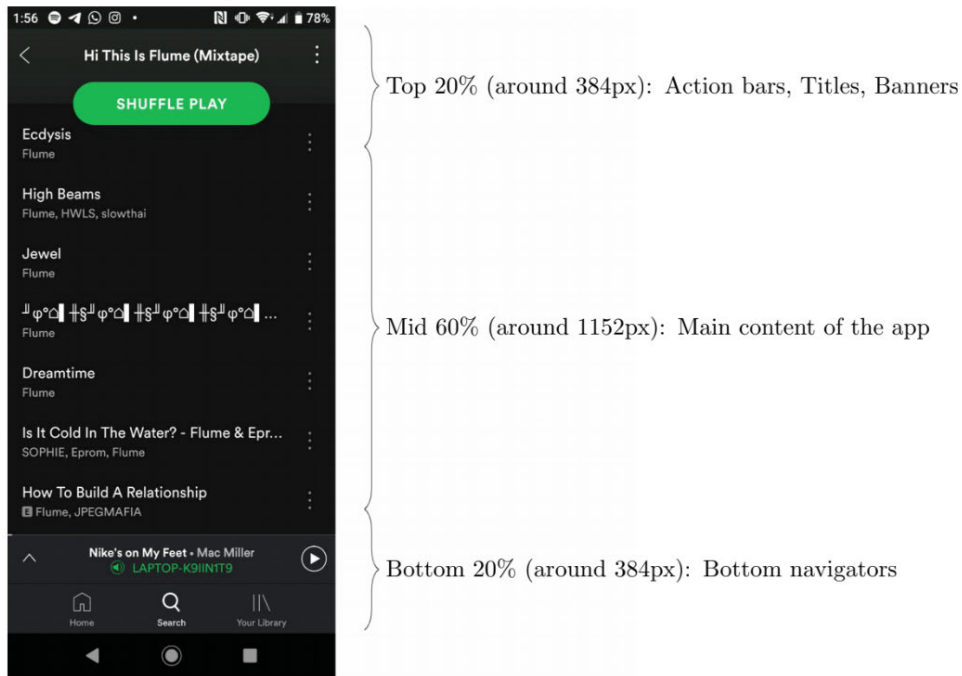 1:56 78%
Hi This Is Flume (Mixtape)
SHUFFLE PLAY
Ecdysis
Flume
High Beams
Flume, HWLS, slowthai
Jewel
Flume
╨φ°⌂▌╫§╨φ°⌂▌╫§╨φ°⌂▌╫§╨φ°⌂▌...
Flume
Dreamtime
Flume
Is It Cold In The Water? - Flume & Epr...
SOPHIE, Eprom, Flume
How To Build A Relationship
E Flume, JPEGMAFIA
Nike's on My Feet • Mac Miller
LAPTOP-K9IIN1T9
Home Search Your Library
Top 20% (around 384px): Action bars, Titles, Banners
Mid 60% (around 1152px): Main content of the app
Bottom 20% (around 384px): Bottom navigators